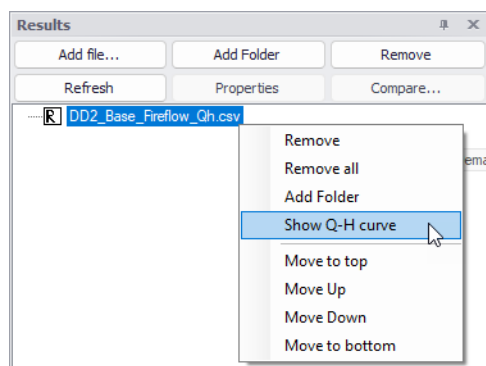 Results
Add file... Add Folder Remove
Refresh Properties Compare...
R DD2_Base_Fireflow_Qh.csv
Remove
Remove all
Add Folder
Show Q-H curve
Move to top
Move Up
Move Down
Move to bottom